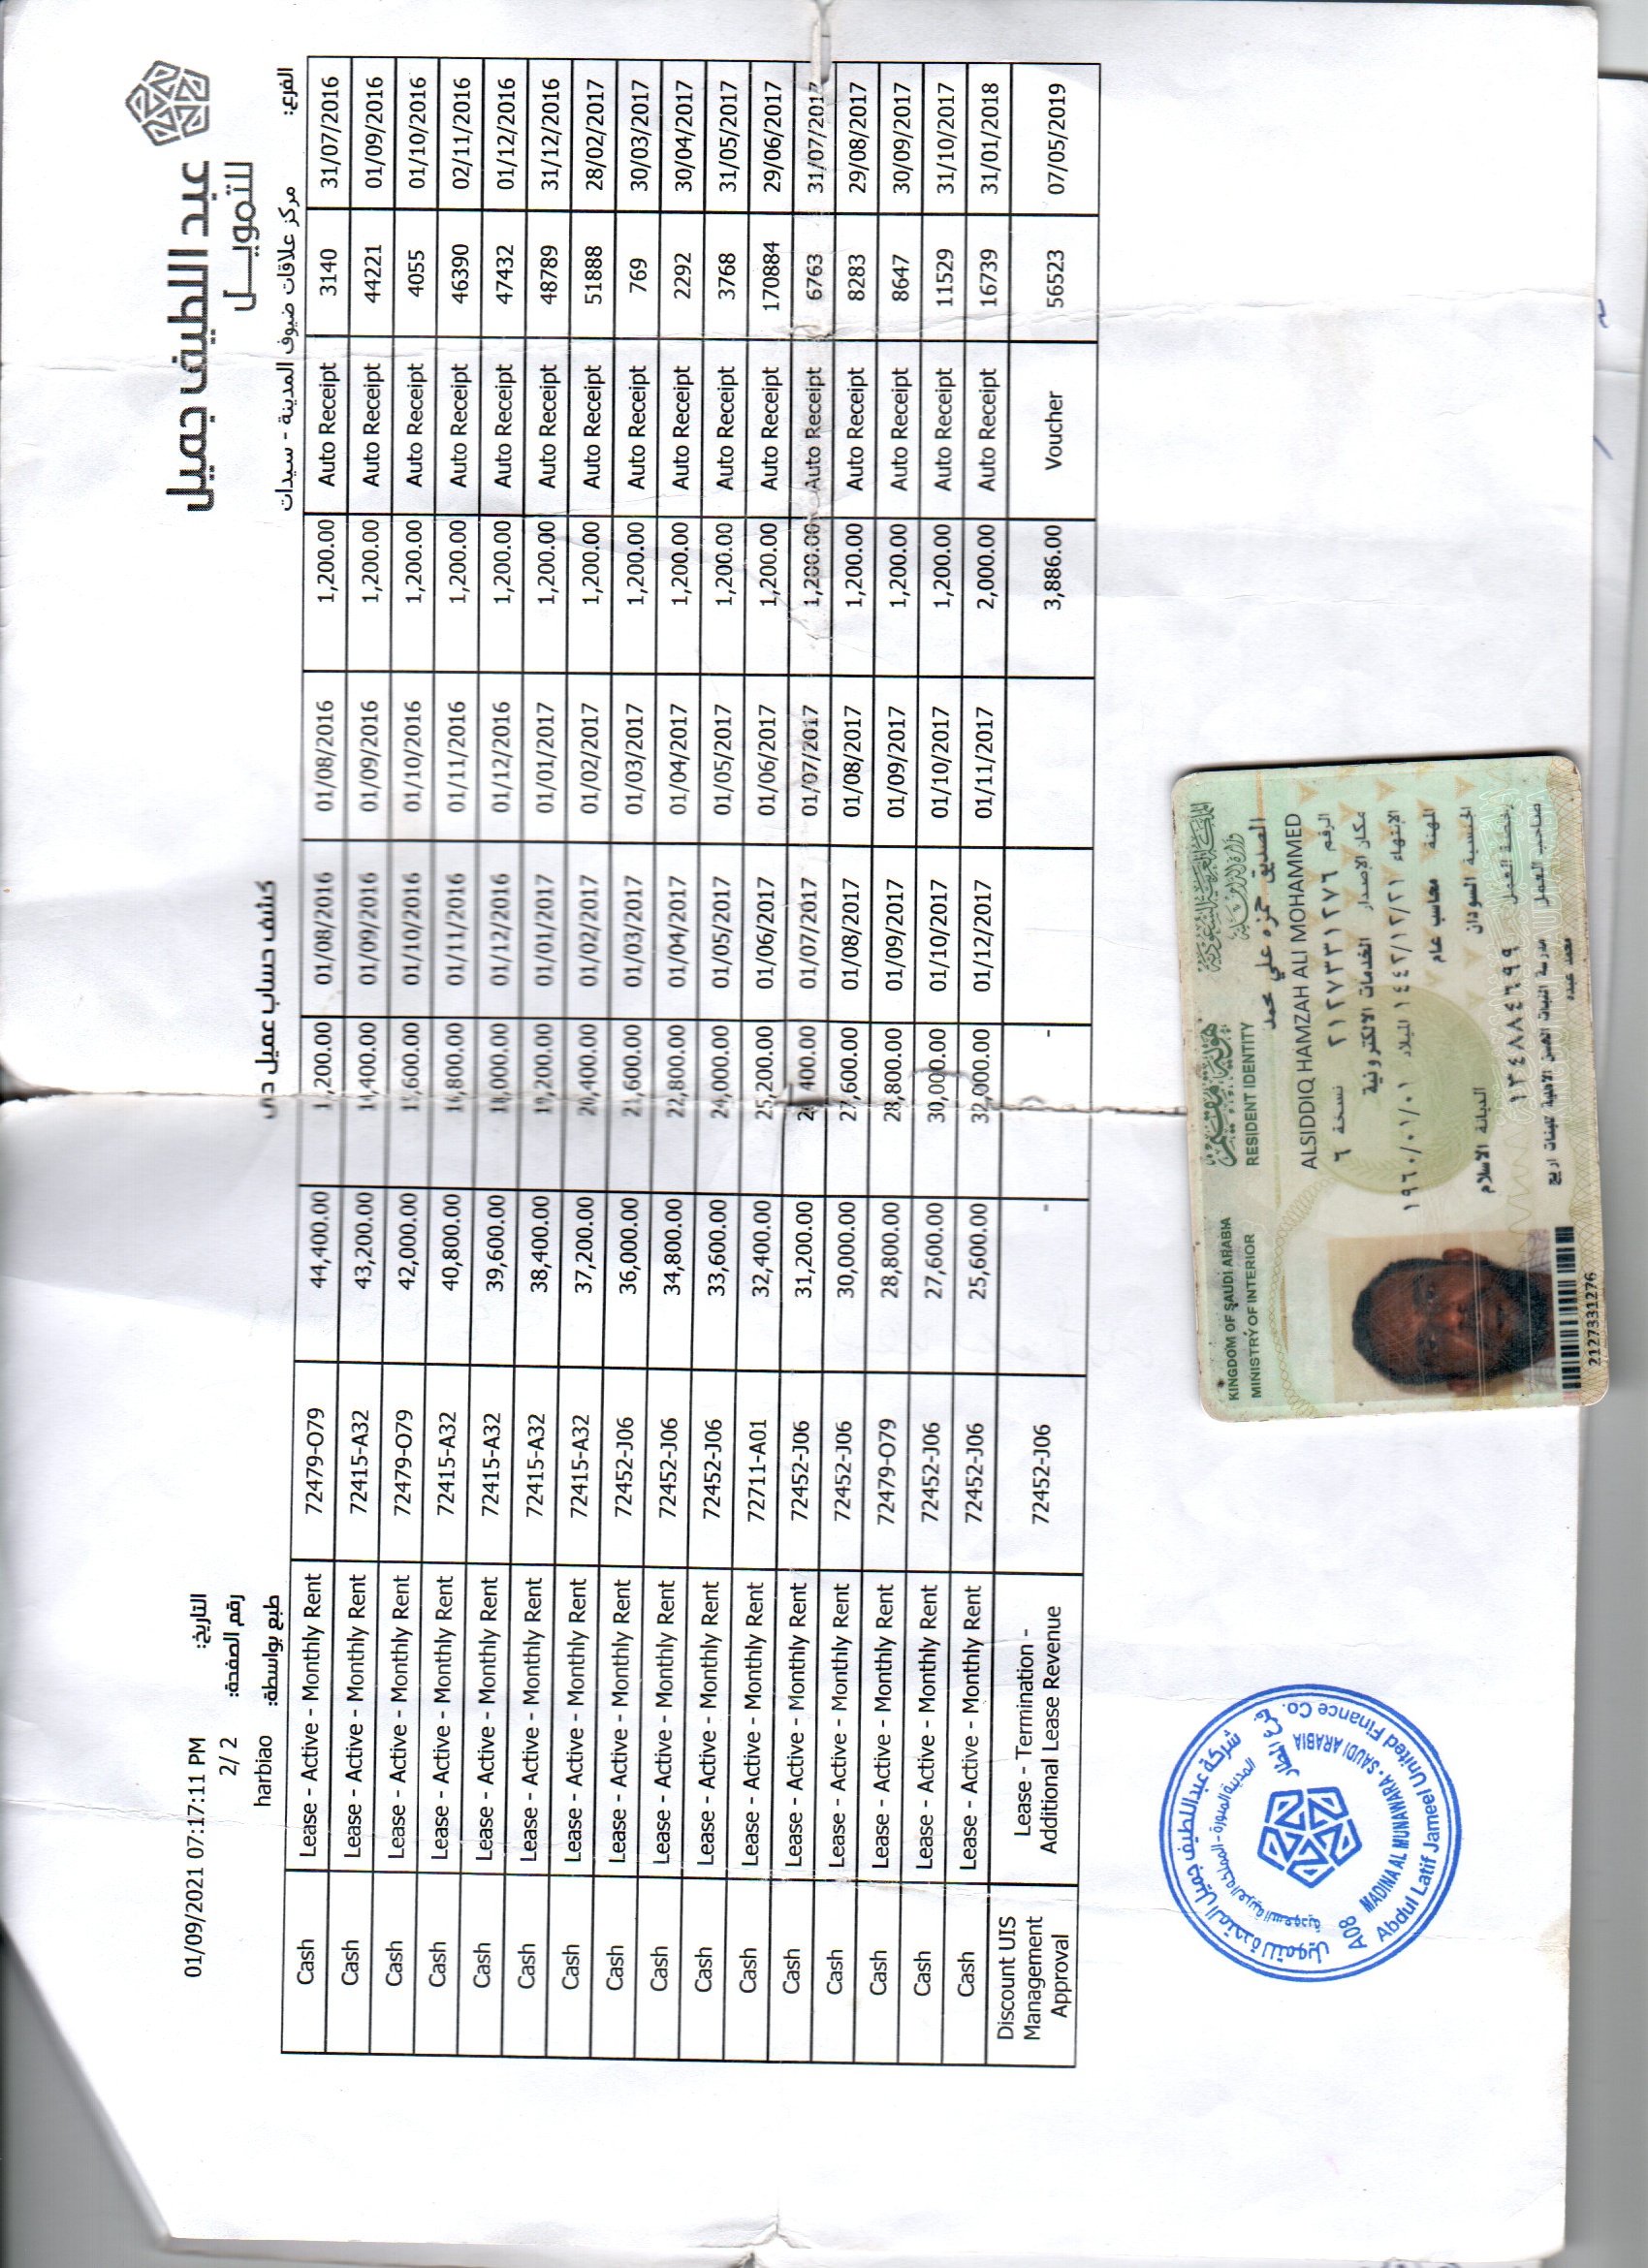 عبد اللطيف جميل
للتمويل
01/09/2021 07:17:11 PM التاريخ:
2/ 2 رقم الصفحة:
harbiao طبع بواسطة:
كشف حساب عميل
الفرع: مركز علاقات ضيوف المدينة - سيدات
Cash Lease - Active - Monthly Rent 72479-O79 44,400.00 01/08/2016 01/08/2016 1,200.00 Auto Receipt 3140 31/07/2016
Cash Lease - Active - Monthly Rent 72415-A32 43,200.00 14,400.00 01/09/2016 01/09/2016 1,200.00 Auto Receipt 44221 01/09/2016
Cash Lease - Active - Monthly Rent 72479-O79 42,000.00 15,600.00 01/10/2016 01/10/2016 1,200.00 Auto Receipt 4055 01/10/2016
Cash Lease - Active - Monthly Rent 72415-A32 40,800.00 16,800.00 01/11/2016 01/11/2016 1,200.00 Auto Receipt 46390 02/11/2016
Cash Lease - Active - Monthly Rent 72415-A32 39,600.00 18,000.00 01/12/2016 01/12/2016 1,200.00 Auto Receipt 47432 01/12/2016
Cash Lease - Active - Monthly Rent 72415-A32 38,400.00 19,200.00 01/01/2017 01/01/2017 1,200.00 Auto Receipt 48789 31/12/2016
Cash Lease - Active - Monthly Rent 72415-A32 37,200.00 20,400.00 01/02/2017 01/02/2017 1,200.00 Auto Receipt 51888 28/02/2017
Cash Lease - Active - Monthly Rent 72452-J06 36,000.00 21,600.00 01/03/2017 01/03/2017 1,200.00 Auto Receipt 769 30/03/2017
Cash Lease - Active - Monthly Rent 72452-J06 34,800.00 22,800.00 01/04/2017 01/04/2017 1,200.00 Auto Receipt 2292 30/04/2017
Cash Lease - Active - Monthly Rent 72452-J06 33,600.00 24,000.00 01/05/2017 01/05/2017 1,200.00 Auto Receipt 3768 31/05/2017
Cash Lease - Active - Monthly Rent 72711-A01 32,400.00 25,200.00 01/06/2017 01/06/2017 1,200.00 Auto Receipt 170884 29/06/2017
Cash Lease - Active - Monthly Rent 72452-J06 31,200.00 01/07/2017 01/07/2017 1,200.00 Auto Receipt 6763 31/07/2017
Cash Lease - Active - Monthly Rent 72452-J06 30,000.00 27,600.00 01/08/2017 01/08/2017 1,200.00 Auto Receipt 8283 29/08/2017
Cash Lease - Active - Monthly Rent 72479-O79 28,800.00 28,800.00 01/09/2017 01/09/2017 1,200.00 Auto Receipt 8647 30/09/2017
Cash Lease - Active - Monthly Rent 72452-J06 27,600.00 30,000.00 01/10/2017 01/10/2017 1,200.00 Auto Receipt 11529 31/10/2017
Cash Lease - Active - Monthly Rent 72452-J06 25,600.00 32,000.00 01/12/2017 01/11/2017 2,000.00 Auto Receipt 16739 31/01/2018
Discount UIS Management Approval Lease - Termination - Additional Lease Revenue 72452-J06 - - 3,886.00 Voucher 56523 07/05/2019
شركة عبداللطيف جميل المتحدة للتمويل
المدينة المنورة - المملكة العربية السعودية
A08 MADINA AL MUNAWARA - SAUDI ARABIA
Abdul Latif Jameel United Finance Co.
KINGDOM OF SAUDI ARABIA
MINISTRY OF INTERIOR
RESIDENT IDENTITY
هوية مقيم
المملكة العربية السعودية
وزارة الداخلية
الصديق حمزه علي محمد
ALSIDDIQ HAMZAH ALI MOHAMMED
الرقم ٢١٢٧٣٣١٢٧٦ نسخة ٦
مكان الإصدار الخدمات الالكترونية
الإنتهاء ١٤٤٢/١٢/٢١ الميلاد ١٩٦٠/٠١/٠١
المهنة محاسب عام
الجنسية السودان الديانة الاسلام
رخصة العمل ١٣٤٨٨٤٦٩٩
صاحب العمل
2127331276